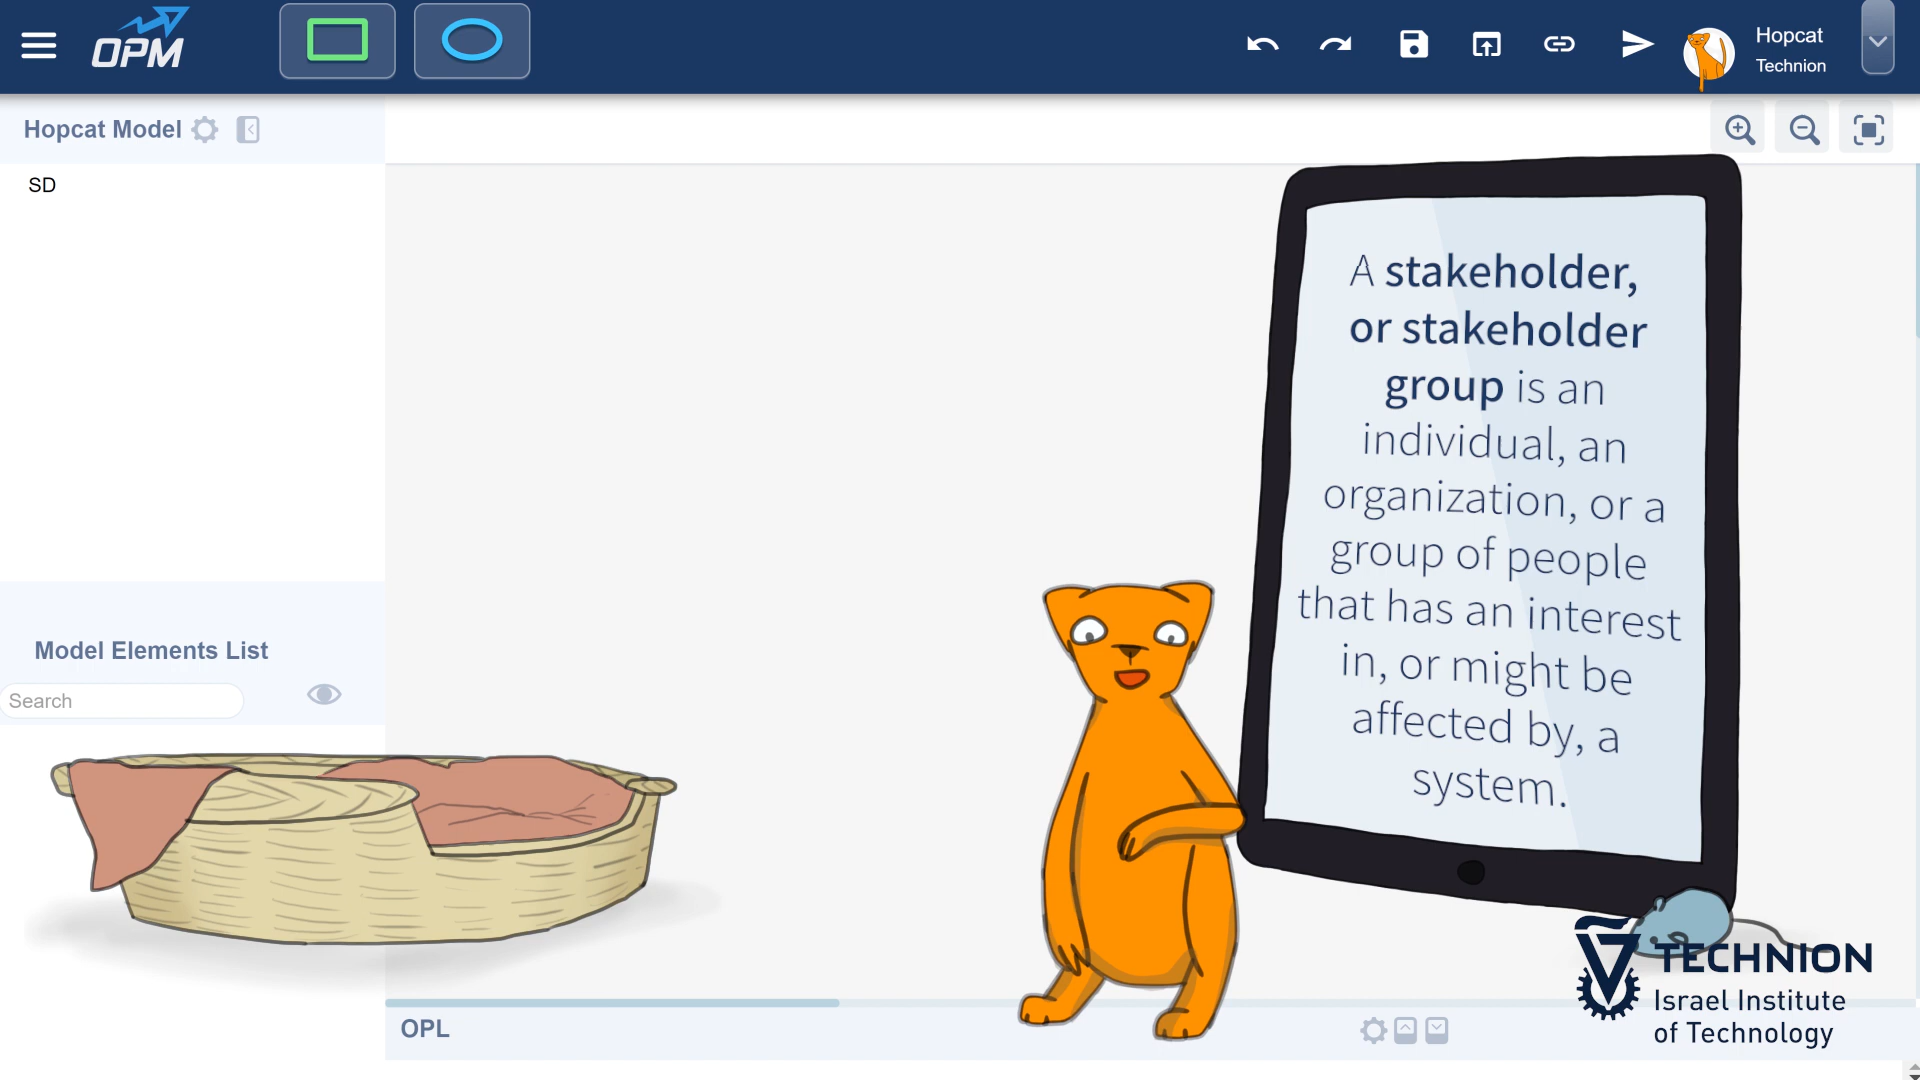 OPM
Hopcat
Technion
Hopcat Model
SD
A stakeholder,
or stakeholder
group is an
individual, an
organization, or a
group of people
that has an interest
in, or might be
affected by, a
system.
Model Elements List
Search
TECHNION
Israel Institute
of Technology
OPL